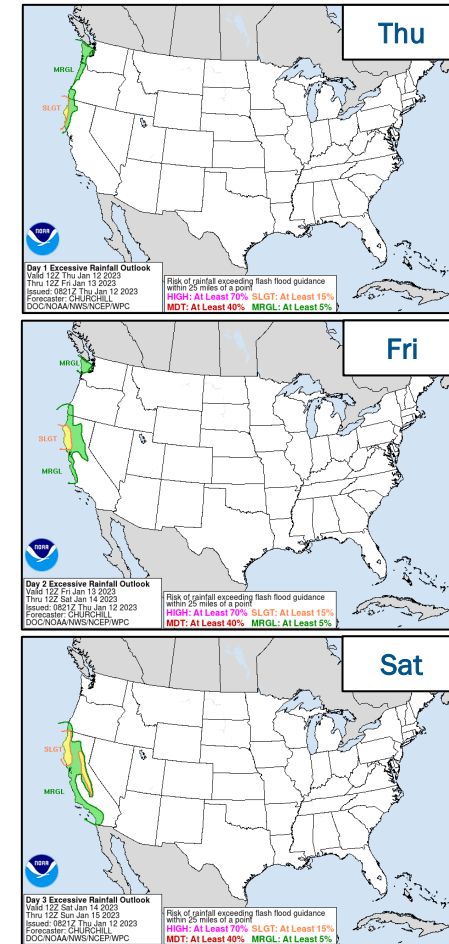 Thu
MRGL
SLGT
NOAA
Day 1 Excessive Rainfall Outlook
Valid 12Z Thu Jan 12 2023
Thru 12Z Fri Jan 13 2023
Issued: 0821Z Thu Jan 12 2023
Forecaster: CHURCHILL
DOC/NOAA/NWS/NCEP/WPC
Risk of rainfall exceeding flash flood guidance
within 25 miles of a point
HIGH: At Least 70% SLGT: At Least 15%
MDT: At Least 40% MRGL: At Least 5%
Fri
MRGL
SLGT
MRGL
NOAA
Day 2 Excessive Rainfall Outlook
Valid 12Z Fri Jan 13 2023
Thru 12Z Sat Jan 14 2023
Issued: 0821Z Thu Jan 12 2023
Forecaster: CHURCHILL
DOC/NOAA/NWS/NCEP/WPC
Risk of rainfall exceeding flash flood guidance
within 25 miles of a point
HIGH: At Least 70% SLGT: At Least 15%
MDT: At Least 40% MRGL: At Least 5%
Sat
SLGT
MRGL
NOAA
Day 3 Excessive Rainfall Outlook
Valid 12Z Sat Jan 14 2023
Thru 12Z Sun Jan 15 2023
Issued: 0821Z Thu Jan 12 2023
Forecaster: CHURCHILL
DOC/NOAA/NWS/NCEP/WPC
Risk of rainfall exceeding flash flood guidance
within 25 miles of a point
HIGH: At Least 70% SLGT: At Least 15%
MDT: At Least 40% MRGL: At Least 5%